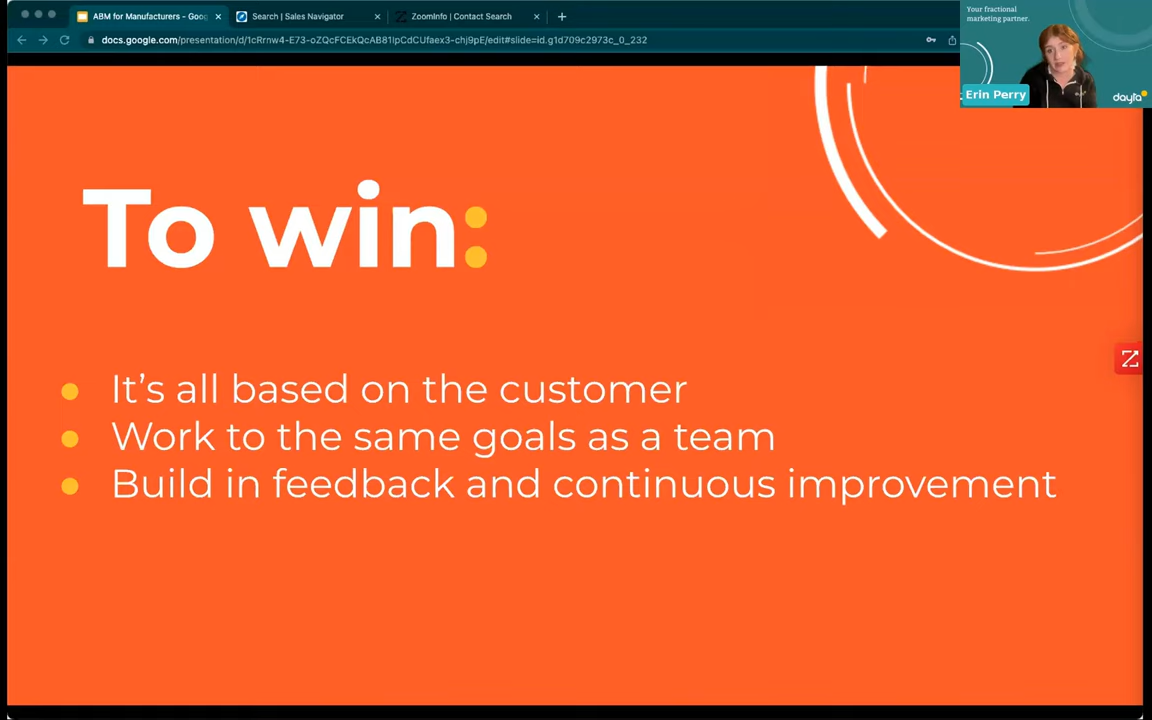 ABM for Manufacturers - Goog
Search | Sales Navigator
ZoomInfo | Contact Search
docs.google.com/presentation/d/1cRrnw4-E73-oZQcFCEkQcAB81lpCdCUfaex3-chj9pE/edit#slide=id.g1d709c2973c_0_232
Your fractional
marketing partner.
Erin Perry
dayta
To win:
It's all based on the customer
Work to the same goals as a team
Build in feedback and continuous improvement